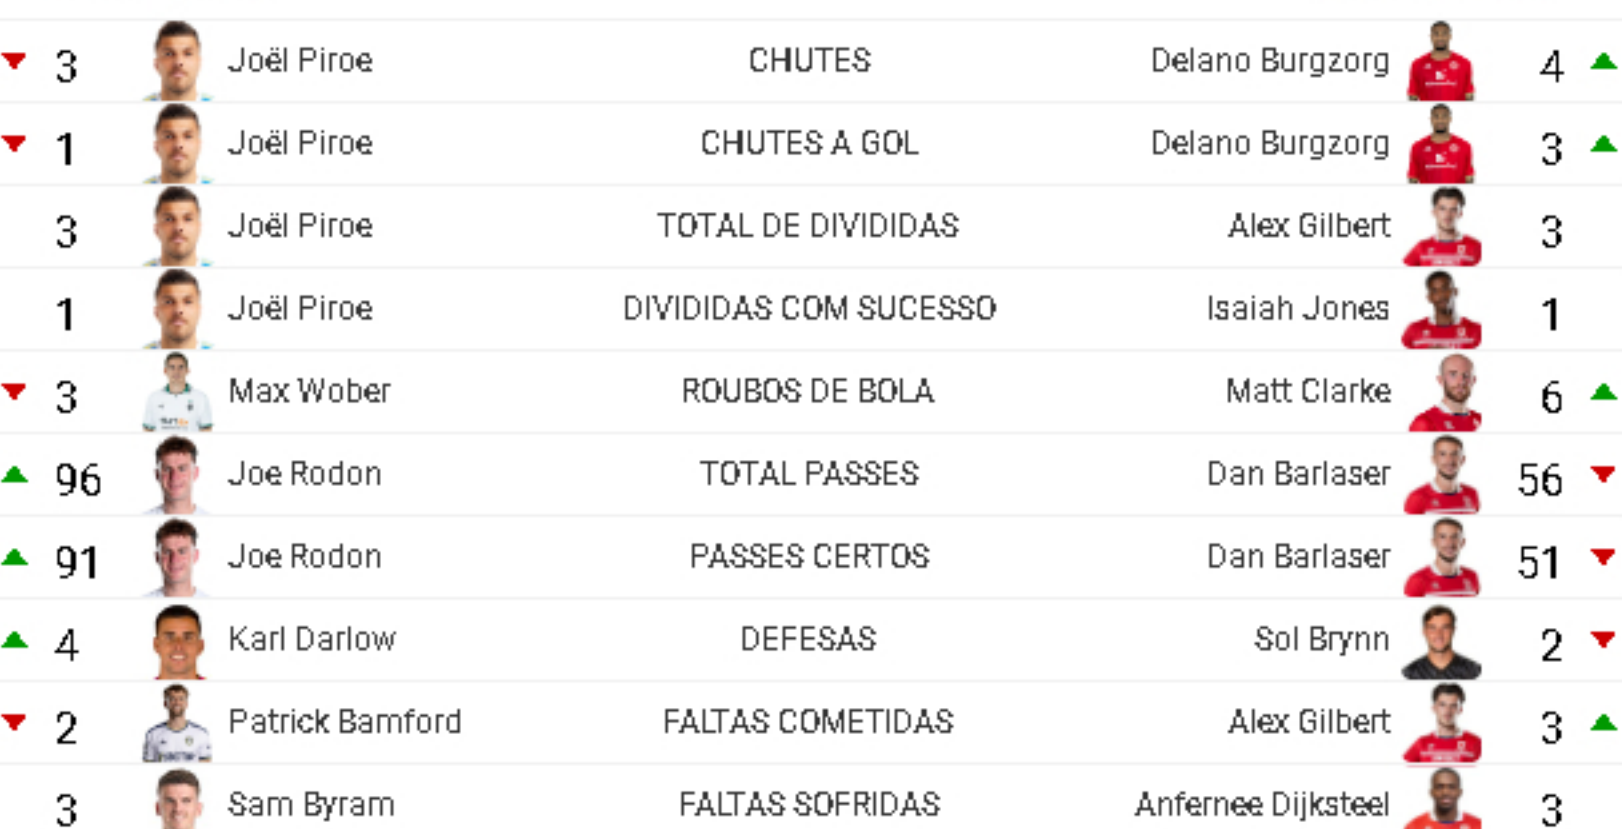 3 Joël Piroe CHUTES Delano Burgzorg 4
1 Joël Piroe CHUTES A GOL Delano Burgzorg 3
3 Joël Piroe TOTAL DE DIVIDIDAS Alex Gilbert 3
1 Joël Piroe DIVIDIDAS COM SUCESSO Isaiah Jones 1
3 Max Wober ROUBOS DE BOLA Matt Clarke 6
96 Joe Rodon TOTAL PASSES Dan Barlaser 56
91 Joe Rodon PASSES CERTOS Dan Barlaser 51
4 Karl Darlow DEFESAS Sol Brynn 2
2 Patrick Bamford FALTAS COMETIDAS Alex Gilbert 3
3 Sam Byram FALTAS SOFRIDAS Anfernee Dijksteel 3